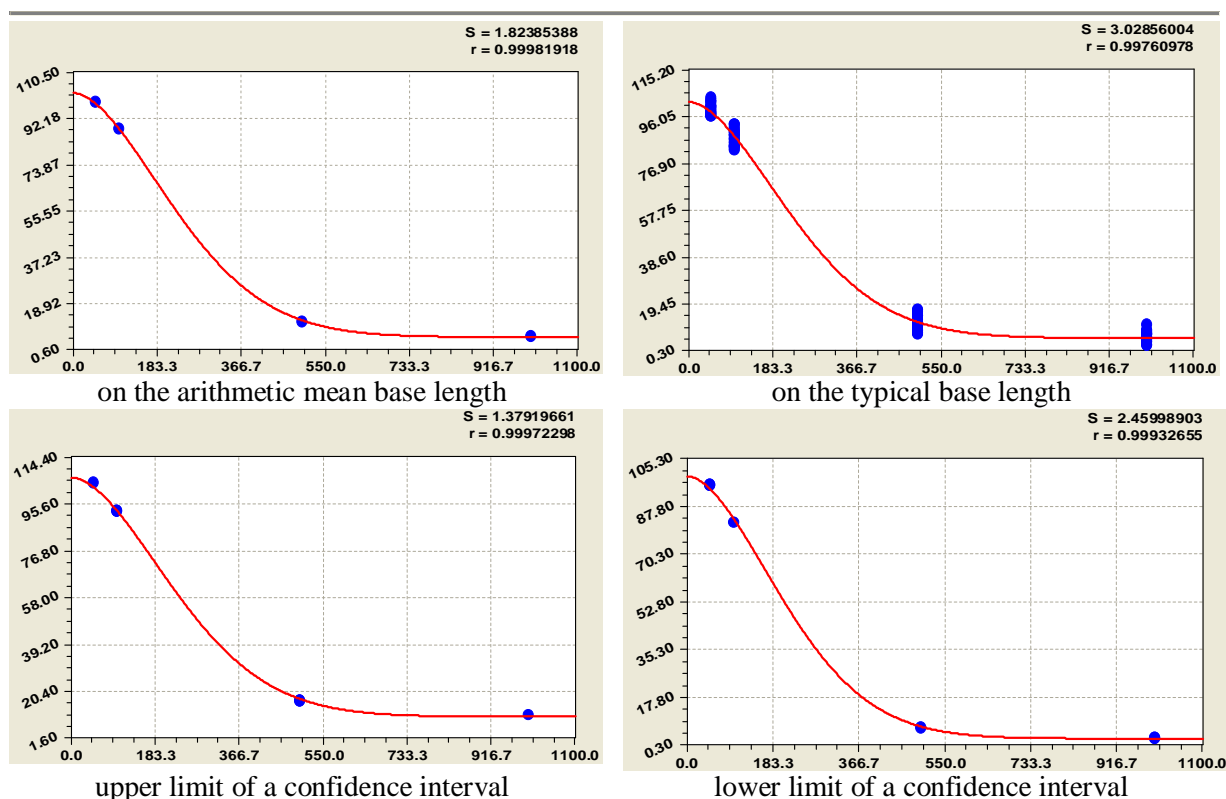 S = 1.82385388
r = 0.99981918
110.50
92.18
73.87
55.55
37.23
18.92
0.60
0.0 183.3 366.7 550.0 733.3 916.7 1100.0
on the arithmetic mean base length
S = 3.02856004
r = 0.99760978
115.20
96.05
76.90
57.75
38.60
19.45
0.30
0.0 183.3 366.7 550.0 733.3 916.7 1100.0
on the typical base length
S = 1.37919661
r = 0.99972298
114.40
95.60
76.80
58.00
39.20
20.40
1.60
0.0 183.3 366.7 550.0 733.3 916.7 1100.0
upper limit of a confidence interval
S = 2.45998903
r = 0.99932655
105.30
87.80
70.30
52.80
35.30
17.80
0.30
0.0 183.3 366.7 550.0 733.3 916.7 1100.0
lower limit of a confidence interval